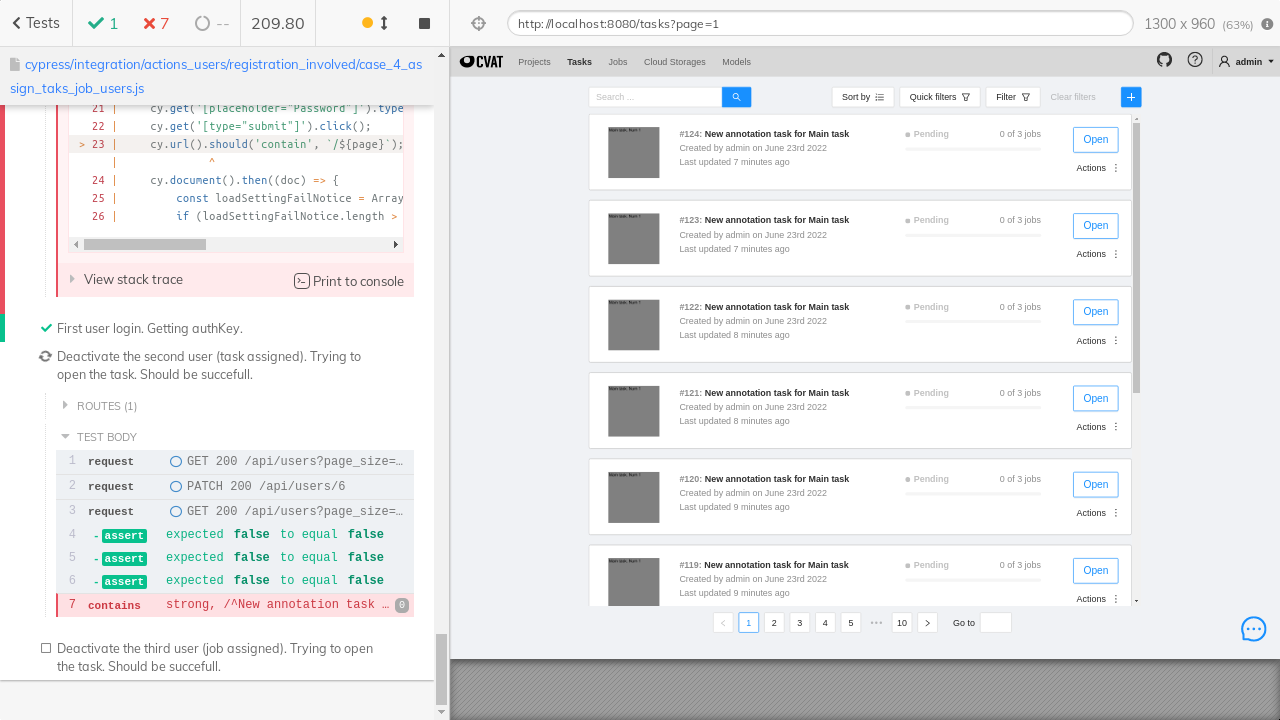 Tests
1
7
--
209.80
http://localhost:8080/tasks?page=1
1300 x 960 (63%)
cypress/integration/actions_users/registration_involved/case_4_as
sign_taks_job_users.js
21 | cy.get('[placeholder="Password"]').type
22 | cy.get('[type="submit"]').click();
> 23 | cy.url().should('contain', `/${page}`);
| ^
24 | cy.document().then((doc) => {
25 | const loadSettingFailNotice = Array
26 | if (loadSettingFailNotice.length >
View stack trace
Print to console
First user login. Getting authKey.
Deactivate the second user (task assigned). Trying to
open the task. Should be succefull.
ROUTES (1)
TEST BODY
1 request GET 200 /api/users?page_size=…
2 request PATCH 200 /api/users/6
3 request GET 200 /api/users?page_size=…
4 -assert expected false to equal false
5 -assert expected false to equal false
6 -assert expected false to equal false
7 contains strong, /^New annotation task … 0
Deactivate the third user (job assigned). Trying to open
the task. Should be succefull.
CVAT Projects Tasks Jobs Cloud Storages Models admin
Search ... Sort by Quick filters Filter Clear filters
#124: New annotation task for Main task Pending 0 of 3 jobs Open
Created by admin on June 23rd 2022
Last updated 7 minutes ago Actions
#123: New annotation task for Main task Pending 0 of 3 jobs Open
Created by admin on June 23rd 2022
Last updated 7 minutes ago Actions
#122: New annotation task for Main task Pending 0 of 3 jobs Open
Created by admin on June 23rd 2022
Last updated 8 minutes ago Actions
#121: New annotation task for Main task Pending 0 of 3 jobs Open
Created by admin on June 23rd 2022
Last updated 8 minutes ago Actions
#120: New annotation task for Main task Pending 0 of 3 jobs Open
Created by admin on June 23rd 2022
Last updated 9 minutes ago Actions
#119: New annotation task for Main task Pending 0 of 3 jobs Open
Created by admin on June 23rd 2022
Last updated 9 minutes ago Actions
1 2 3 4 5 ••• 10 Go to